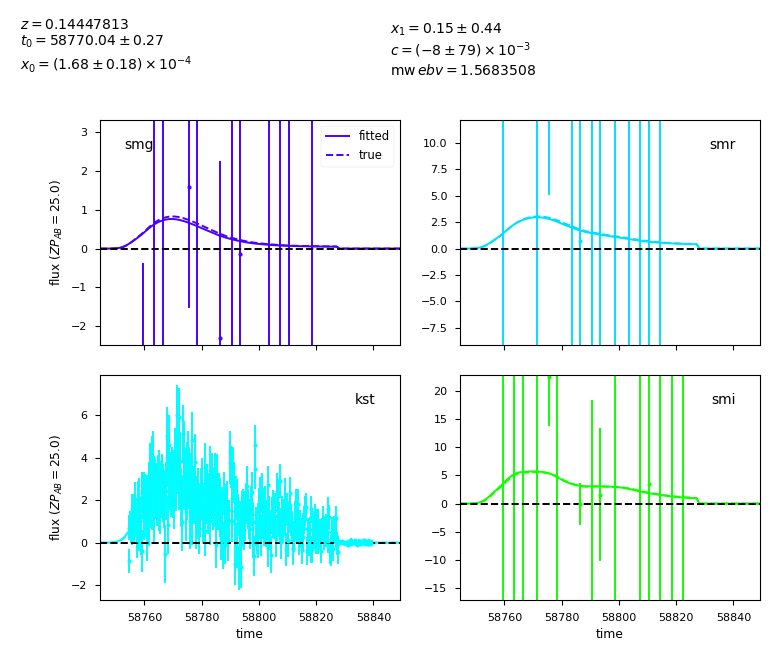 z = 0.14447813
t₀ = 58770.04 ± 0.27
x₀ = (1.68 ± 0.18) × 10⁻⁴
x₁ = 0.15 ± 0.44
c = (−8 ± 79) × 10⁻³
mw ebv = 1.5683508
smg
fitted
true
3
2
1
0
−1
−2
flux (ZP_AB = 25.0)
smr
10.0
7.5
5.0
2.5
0.0
−2.5
−5.0
−7.5
kst
6
4
2
0
−2
flux (ZP_AB = 25.0)
58760 58780 58800 58820 58840
time
smi
20
15
10
5
0
−5
−10
−15
58760 58780 58800 58820 58840
time